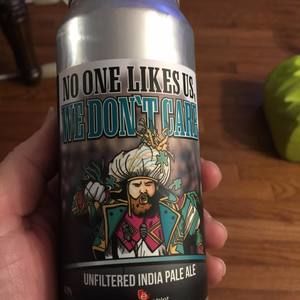 NO ONE LIKES US,
WE DON'T CARE
UNFILTERED INDIA PALE ALE